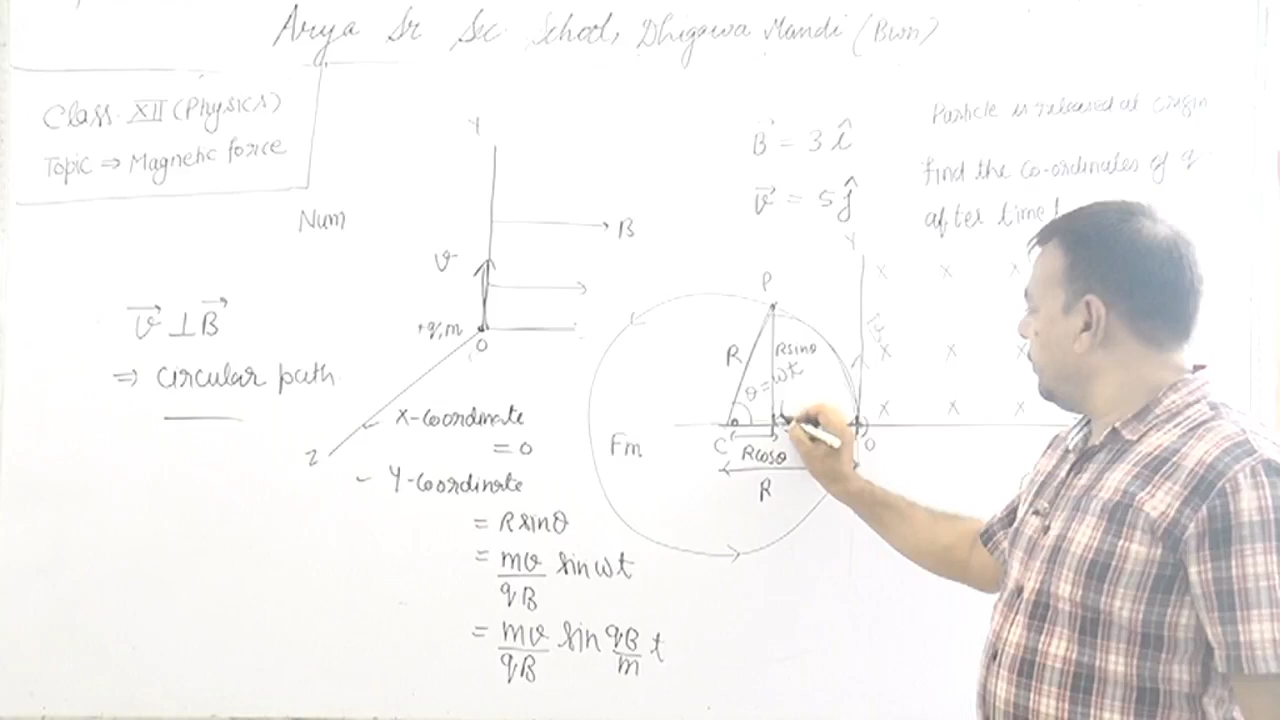 Arya Sr Sec School, Dhigawa Mandi (Bwn)
Class XII (Physics)
Topic ⇒ Magnetic force
Num
Y
B
v
+q,m
O
Z
v⃗ ⊥ B⃗
⇒ circular path
X-coordinate
= 0
- Y-coordinate
= R sinθ
= mv/qB sin ωt
= mv/qB sin qB/m t
B⃗ = 3 î
v⃗ = 5 ĵ
Particle is released at origin
find the co-ordinates of q
after time
Y
P
R
Rsinθ
θ=ωt
C
Rcosθ
R
O
Fm
x x x
x x x
x x x